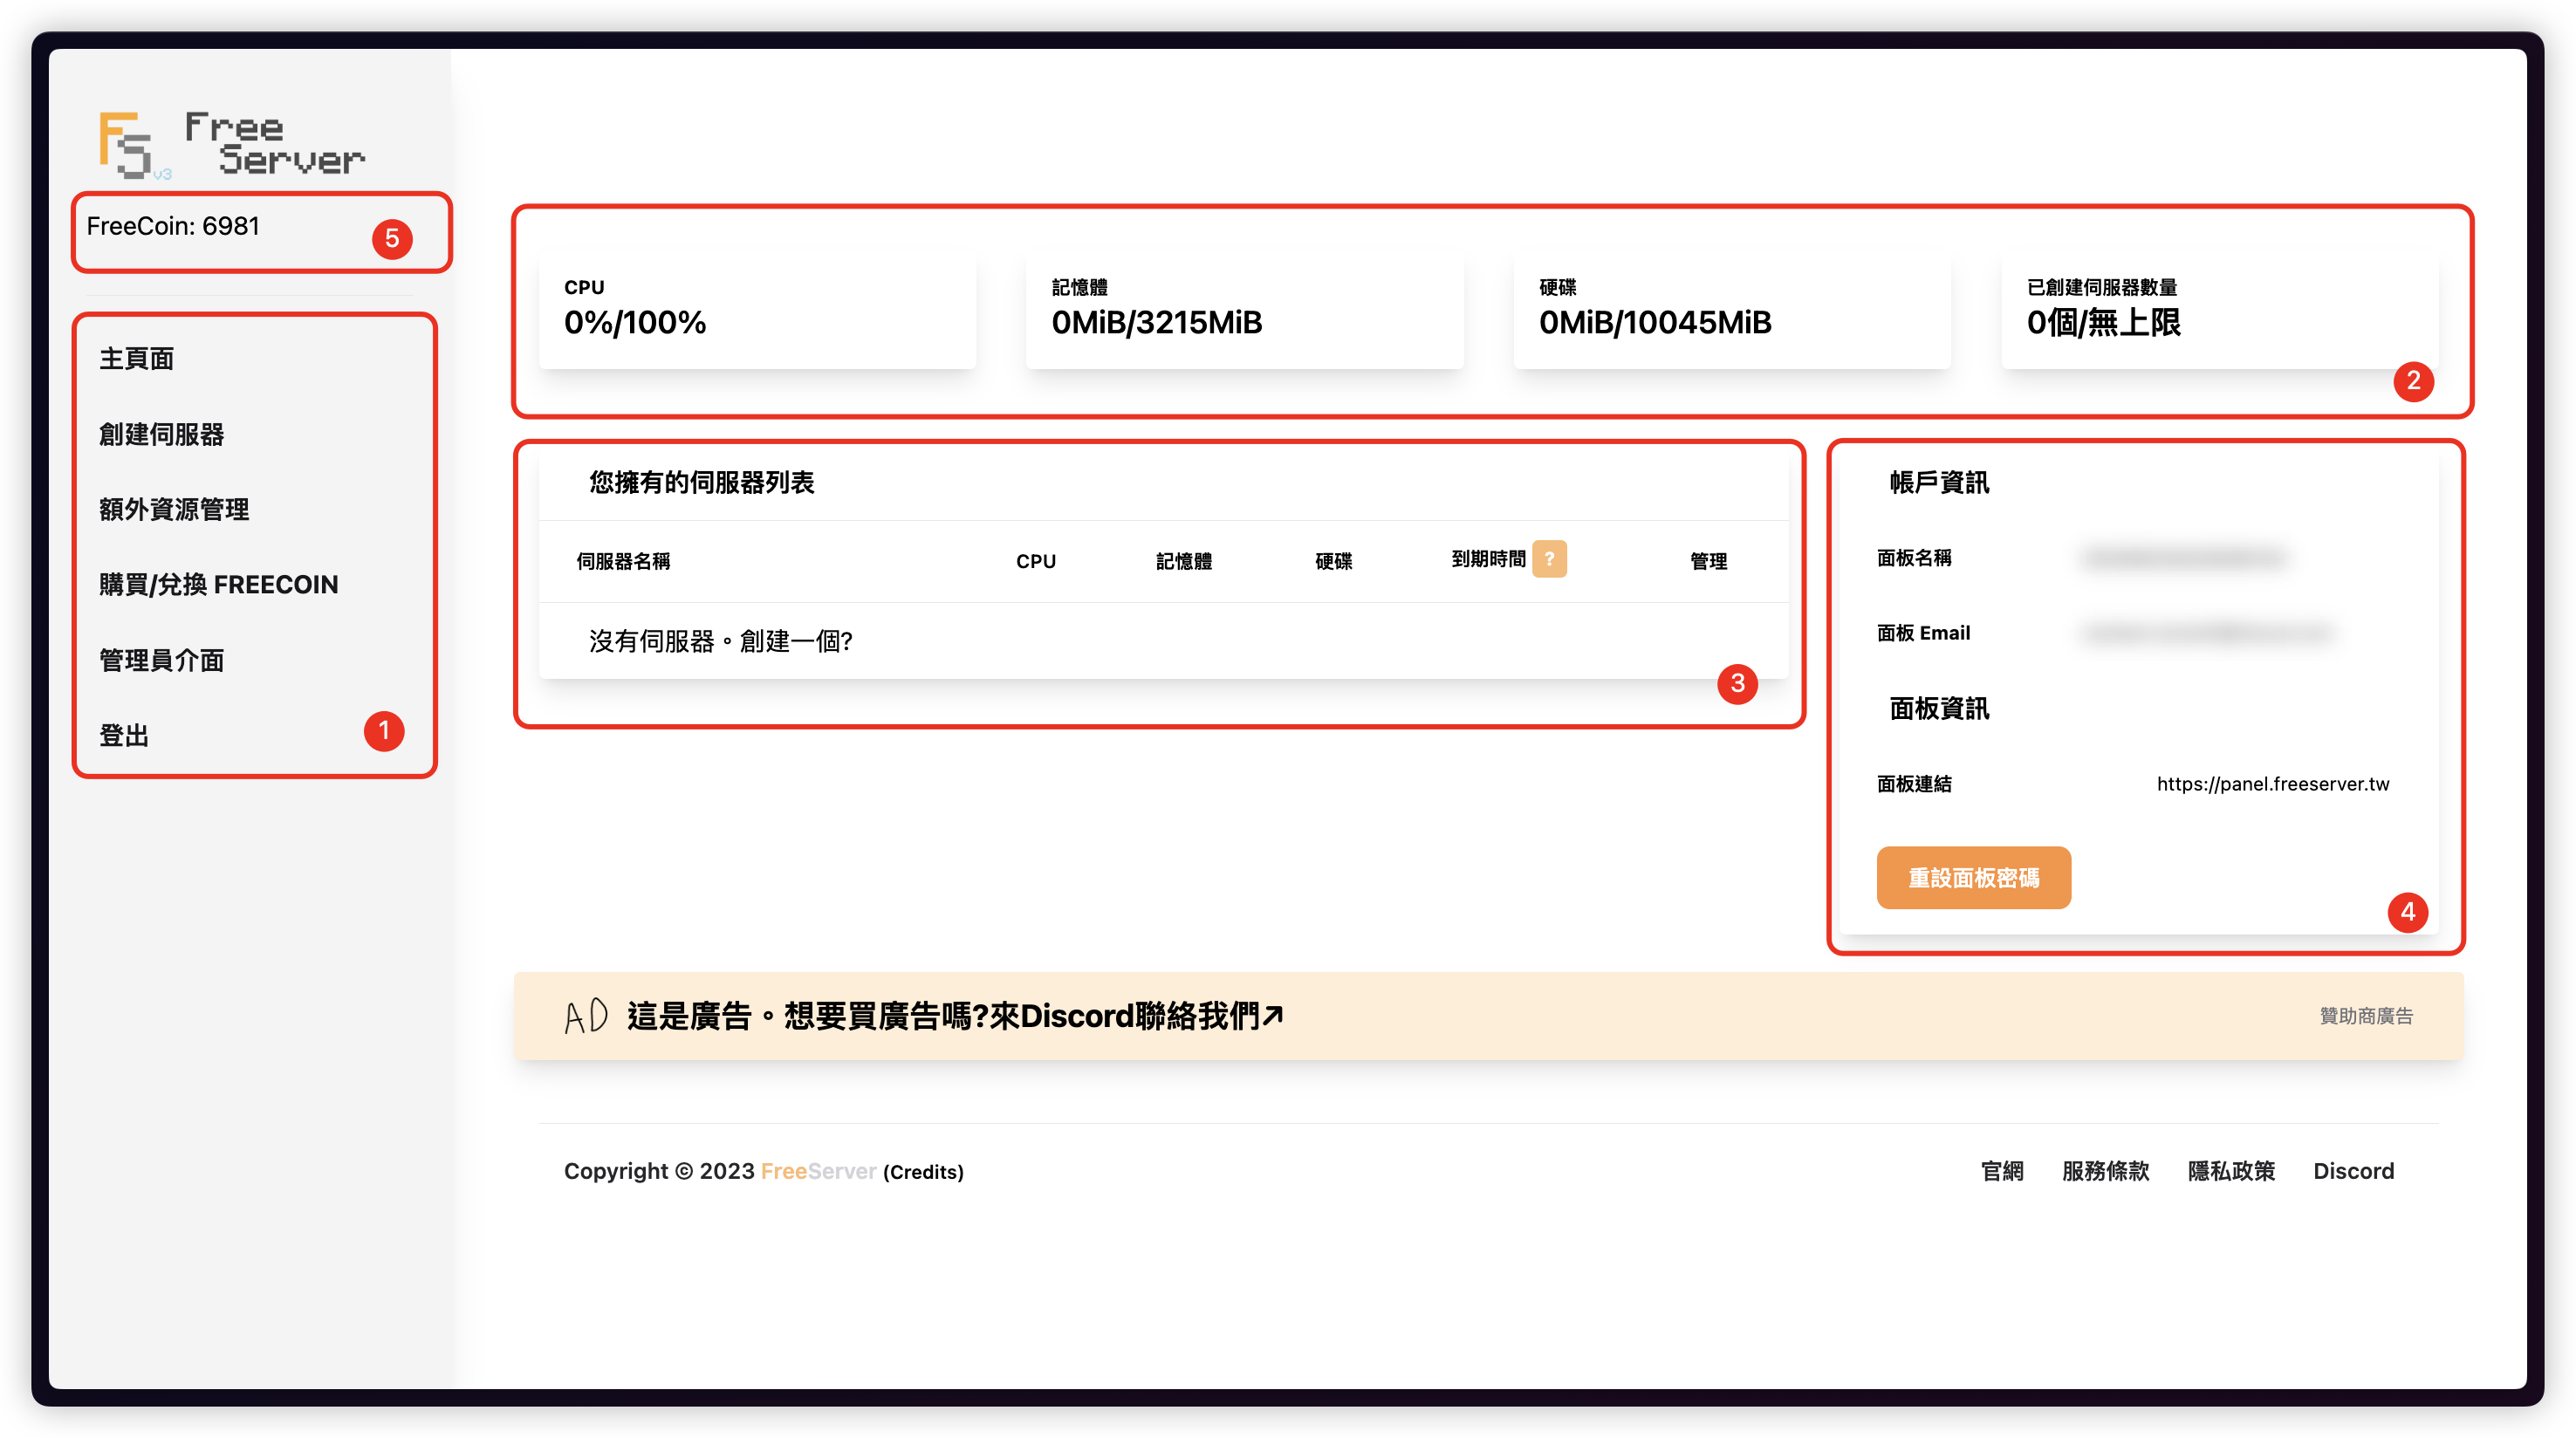 FS v3
Free
Server
FreeCoin: 6981
5
主頁面
創建伺服器
額外資源管理
購買/兌換 FREECOIN
管理員介面
登出
1
CPU
0%/100%
記憶體
0MiB/3215MiB
硬碟
0MiB/10045MiB
已創建伺服器數量
0個/無上限
2
您擁有的伺服器列表
伺服器名稱 CPU 記憶體 硬碟 到期時間 ? 管理
沒有伺服器。創建一個?
3
帳戶資訊
面板名稱
面板 Email
面板資訊
面板連結 https://panel.freeserver.tw
重設面板密碼
4
AD 這是廣告。想要買廣告嗎?來Discord聯絡我們↗ 贊助商廣告
Copyright © 2023 FreeServer (Credits) 官網 服務條款 隱私政策 Discord